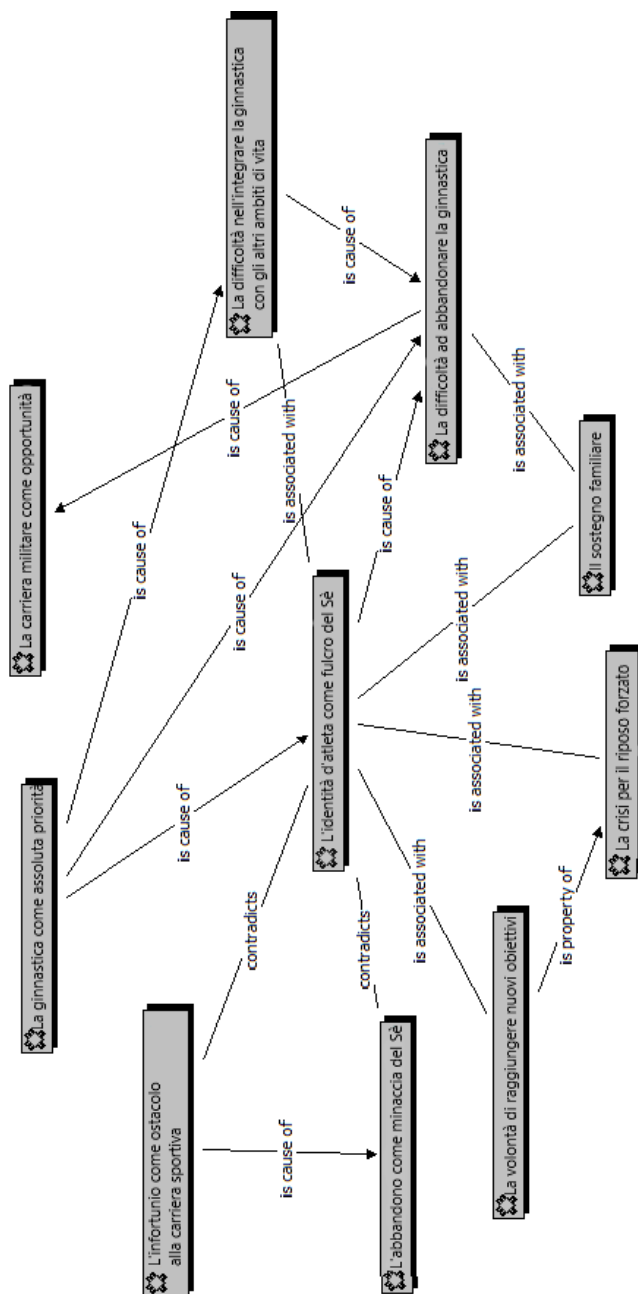 La ginnastica come assoluta priorità
La carriera militare come opportunità
L'infortunio come ostacolo
alla carriera sportiva
is cause of
is cause of
is cause of
is cause of
contradicts
La difficoltà nell'integrare la ginnastica
con gli altri ambiti di vita
is cause of
is associated with
L'identità d'atleta come fulcro del Sè
is cause of
contradicts
is cause of
L'abbandono come minaccia del Sè
is associated with
La difficoltà ad abbandonare la ginnastica
is associated with
is associated with
La volontà di raggiungere nuovi obiettivi
is associated with
is property of
Il sostegno familiare
La crisi per il riposo forzato